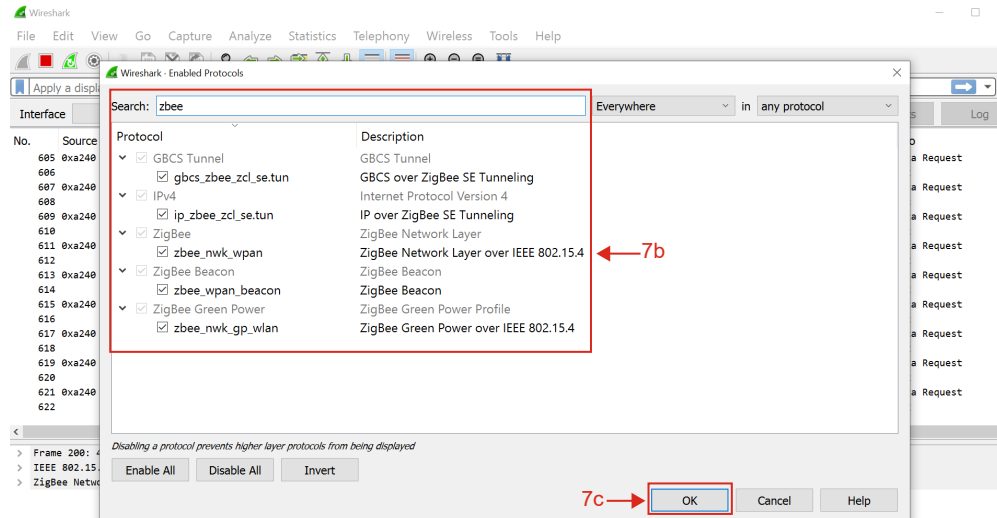 Wireshark
File Edit View Go Capture Analyze Statistics Telephony Wireless Tools Help
Wireshark · Enabled Protocols
Apply a displ
Interface
Log
Search: zbee Everywhere in any protocol
No. Source
Protocol Description
605 0xa240 a Request
GBCS Tunnel GBCS Tunnel
606
gbcs_zbee_zcl_se.tun GBCS over ZigBee SE Tunneling
607 0xa240 a Request
IPv4 Internet Protocol Version 4
608
609 0xa240 a Request
ip_zbee_zcl_se.tun IP over ZigBee SE Tunneling
610
ZigBee ZigBee Network Layer
611 0xa240 a Request
zbee_nwk_wpan ZigBee Network Layer over IEEE 802.15.4 7b
612
613 0xa240 a Request
ZigBee Beacon ZigBee Beacon
614
zbee_wpan_beacon ZigBee Beacon
615 0xa240 a Request
ZigBee Green Power ZigBee Green Power Profile
616
zbee_nwk_gp_wlan ZigBee Green Power over IEEE 802.15.4
617 0xa240 a Request
618
619 0xa240 a Request
620
621 0xa240 a Request
622
Disabling a protocol prevents higher layer protocols from being displayed
Frame 200: 4
IEEE 802.15.
ZigBee Netwo
Enable All Disable All Invert
7c OK Cancel Help